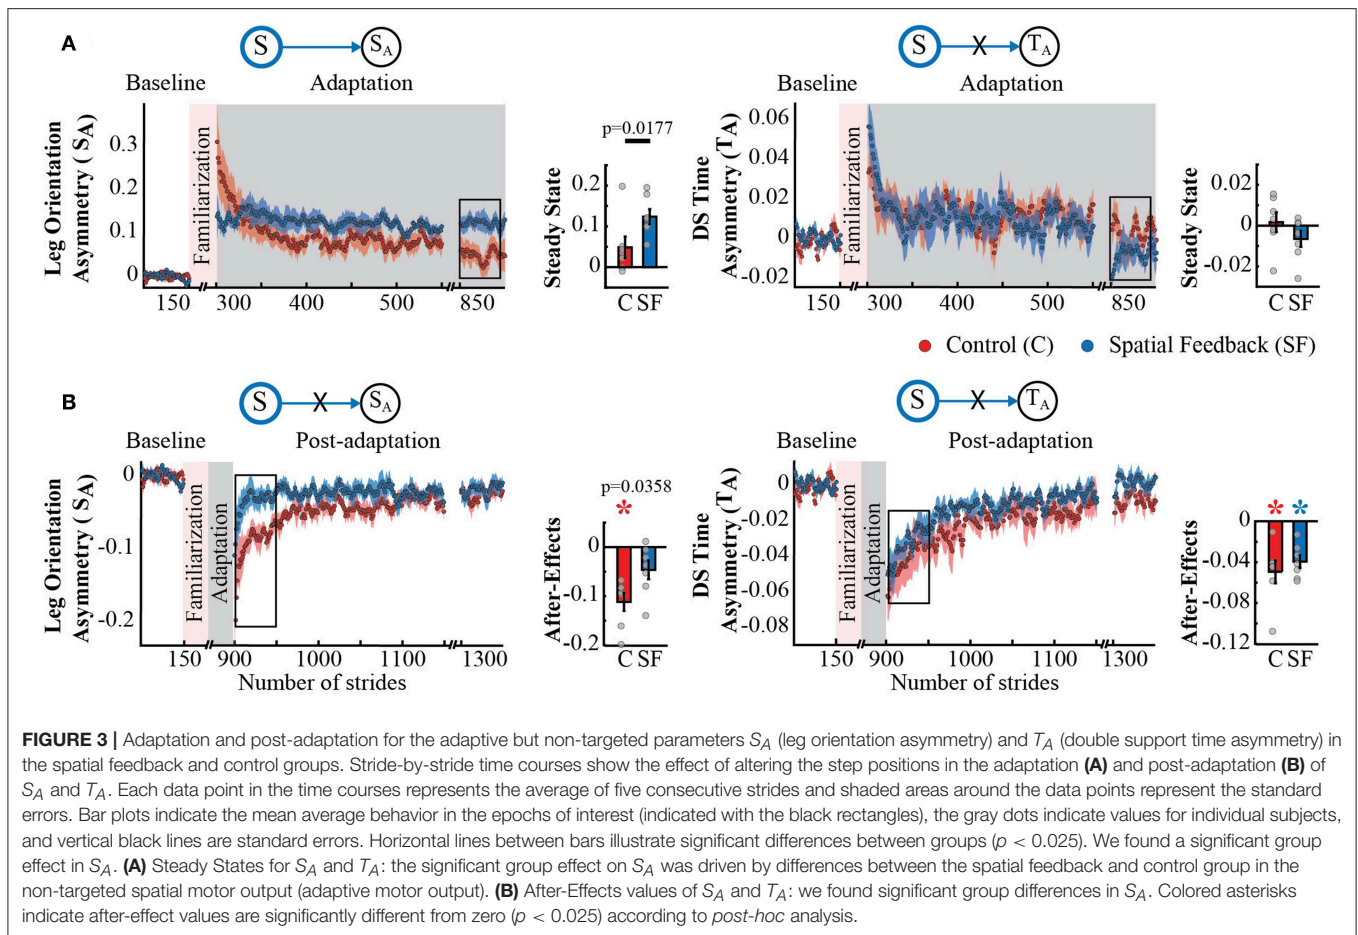 A
S
S_A
S
X
T_A
Baseline
Adaptation
Baseline
Adaptation
Leg Orientation
Asymmetry ( S_A)
0.3
0.2
0.1
0
Familiarization
150
300
400
500
850
p=0.0177
Steady State
0.2
0.1
0
C SF
DS Time
Asymmetry (T_A)
0.06
0.04
0.02
0
-0.02
Familiarization
150
300
400
500
850
Steady State
0.02
0
-0.02
C SF
Control (C)
Spatial Feedback (SF)
B
S
X
S_A
S
X
T_A
Baseline
Post-adaptation
Baseline
Post-adaptation
Leg Orientation
Asymmetry ( S_A)
0
-0.1
-0.2
Familiarization
Adaptation
150
900
1000
1100
1300
Number of strides
p=0.0358
*
After-Effects
0
-0.1
-0.2
C SF
DS Time
Asymmetry (T_A)
0
-0.02
-0.04
-0.06
-0.08
Familiarization
Adaptation
150
900
1000
1100
1300
Number of strides
* *
After-Effects
0
-0.04
-0.08
-0.12
C SF
FIGURE 3 | Adaptation and post-adaptation for the adaptive but non-targeted parameters S_A (leg orientation asymmetry) and T_A (double support time asymmetry) in
the spatial feedback and control groups. Stride-by-stride time courses show the effect of altering the step positions in the adaptation (A) and post-adaptation (B) of
S_A and T_A. Each data point in the time courses represents the average of five consecutive strides and shaded areas around the data points represent the standard
errors. Bar plots indicate the mean average behavior in the epochs of interest (indicated with the black rectangles), the gray dots indicate values for individual subjects,
and vertical black lines are standard errors. Horizontal lines between bars illustrate significant differences between groups (p < 0.025). We found a significant group
effect in S_A. (A) Steady States for S_A and T_A: the significant group effect on S_A was driven by differences between the spatial feedback and control group in the
non-targeted spatial motor output (adaptive motor output). (B) After-Effects values of S_A and T_A: we found significant group differences in S_A. Colored asterisks
indicate after-effect values are significantly different from zero (p < 0.025) according to post-hoc analysis.